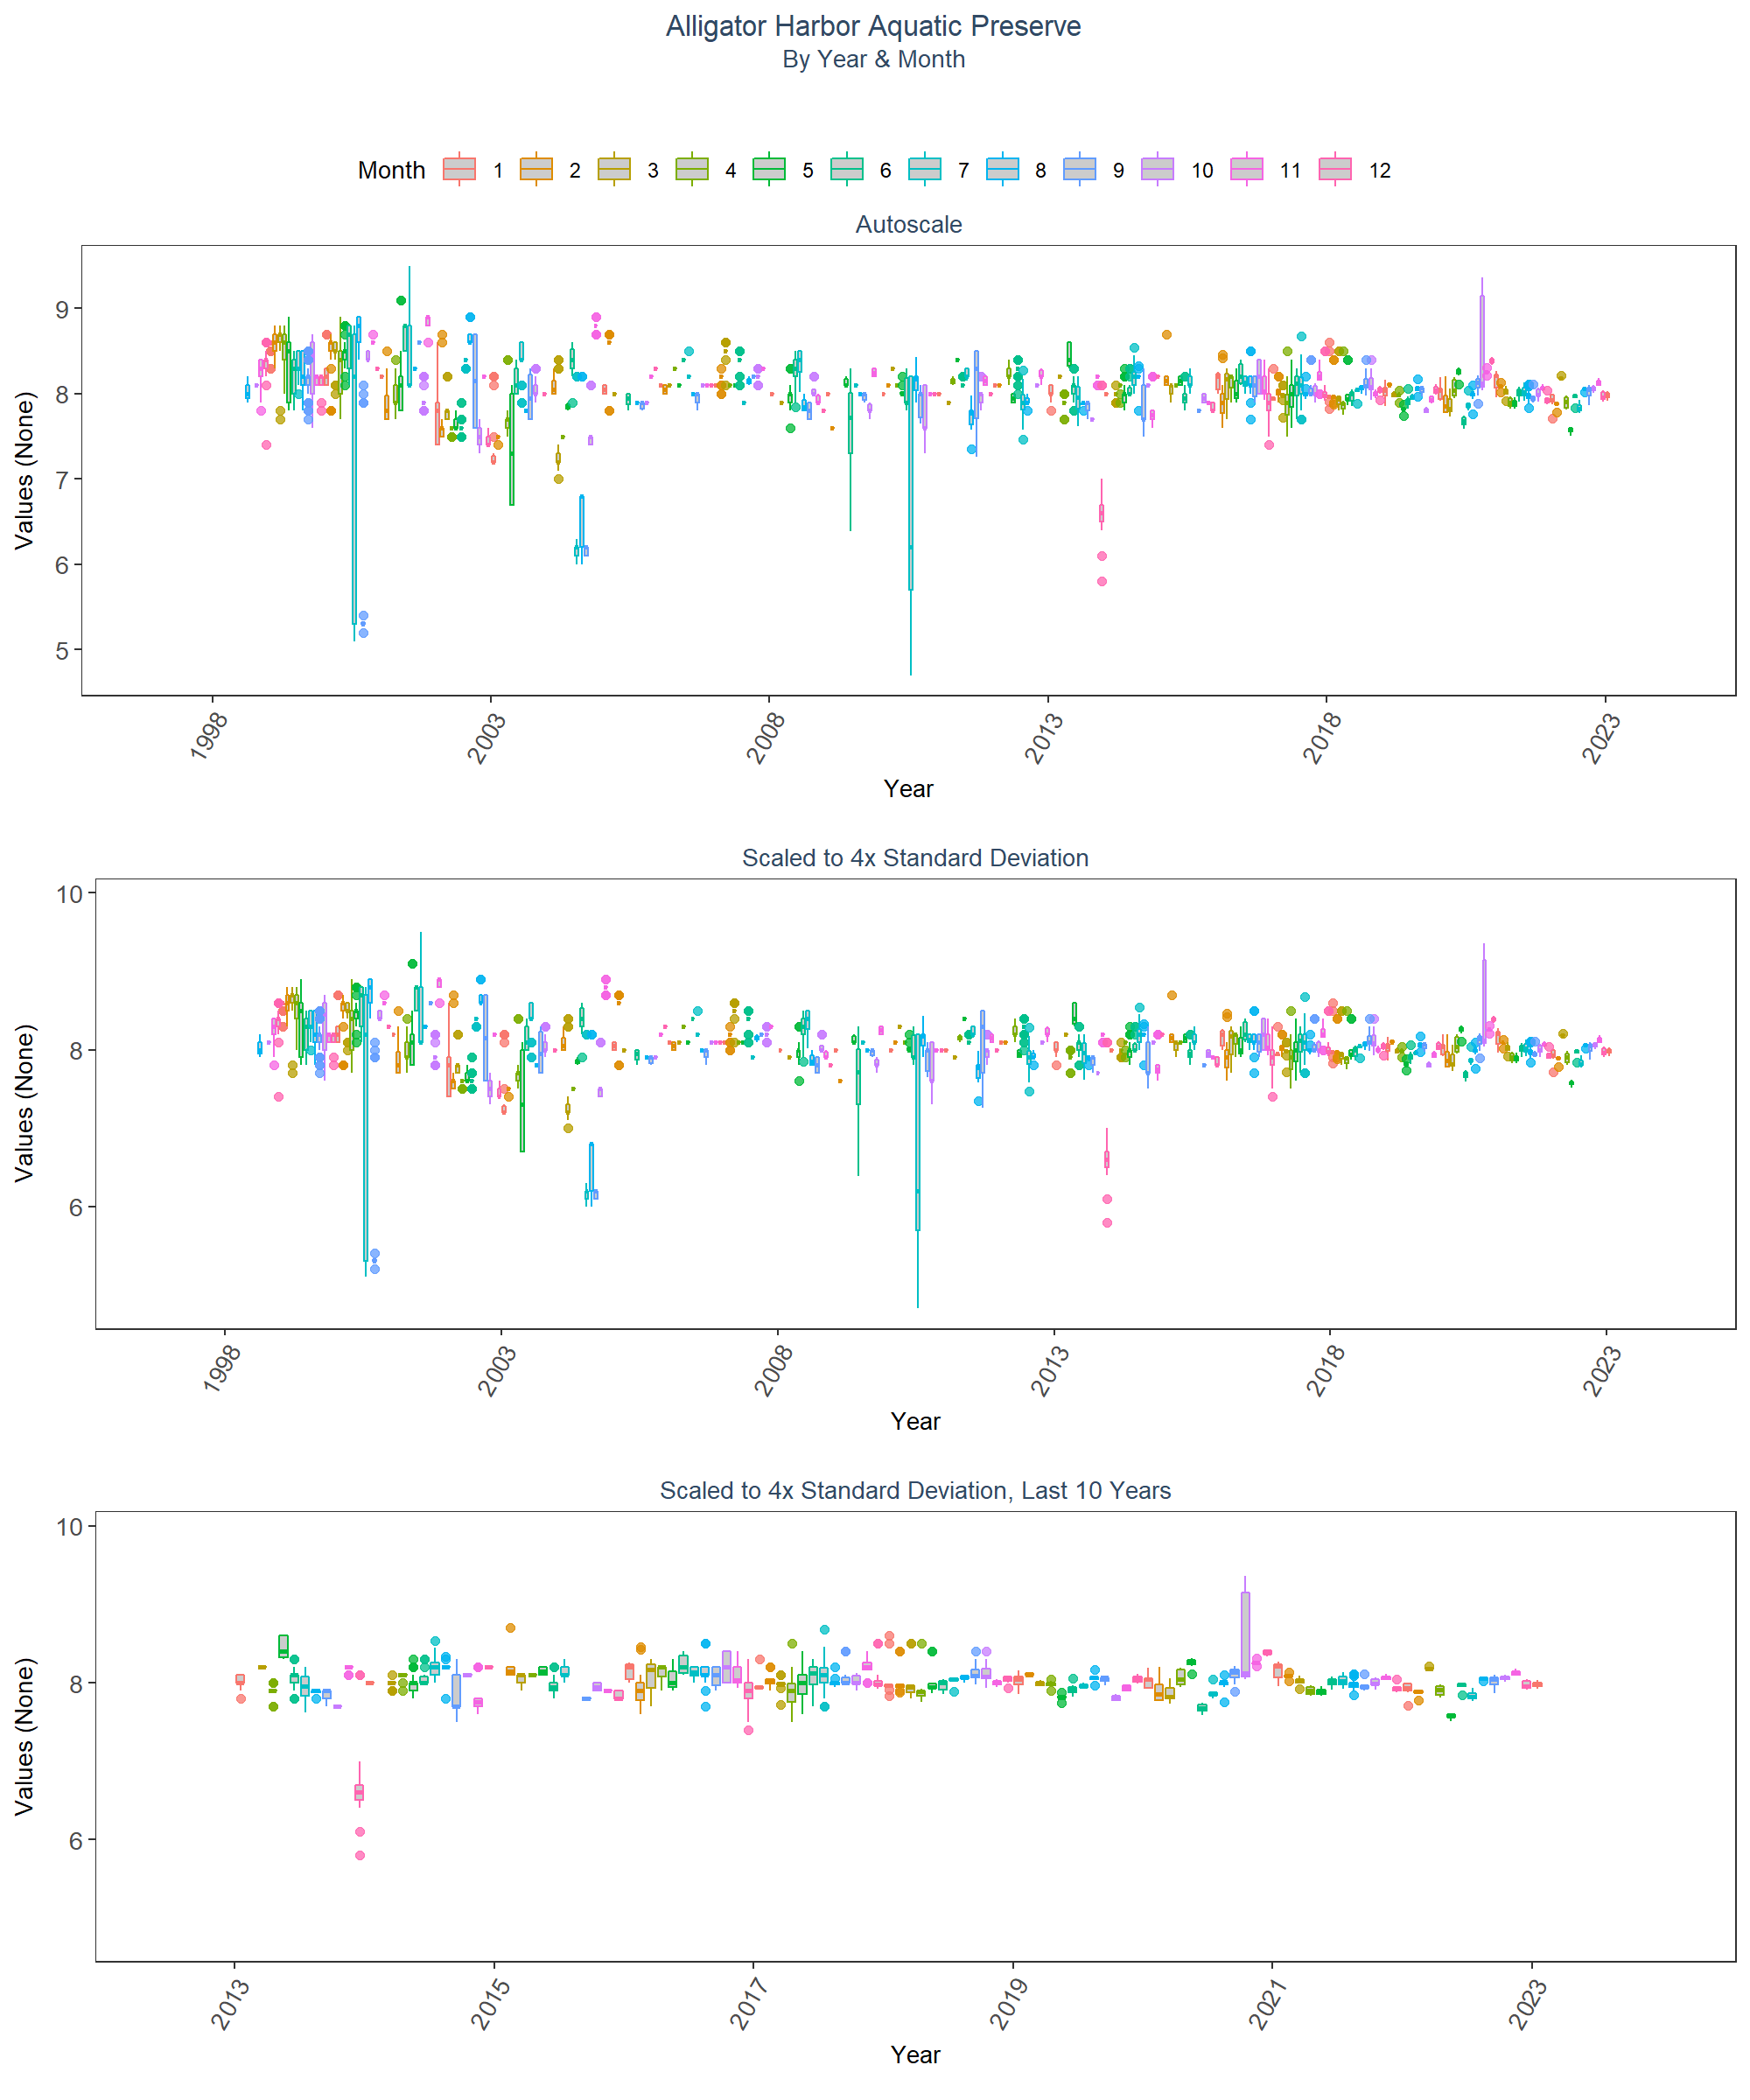 Alligator Harbor Aquatic Preserve
By Year & Month
Month 1 2 3 4 5 6 7 8 9 10 11 12
Autoscale
Values (None)
9
8
7
6
5
1998 2003 2008 2013 2018 2023
Year
Scaled to 4x Standard Deviation
Values (None)
10
8
6
1998 2003 2008 2013 2018 2023
Year
Scaled to 4x Standard Deviation, Last 10 Years
Values (None)
10
8
6
2013 2015 2017 2019 2021 2023
Year